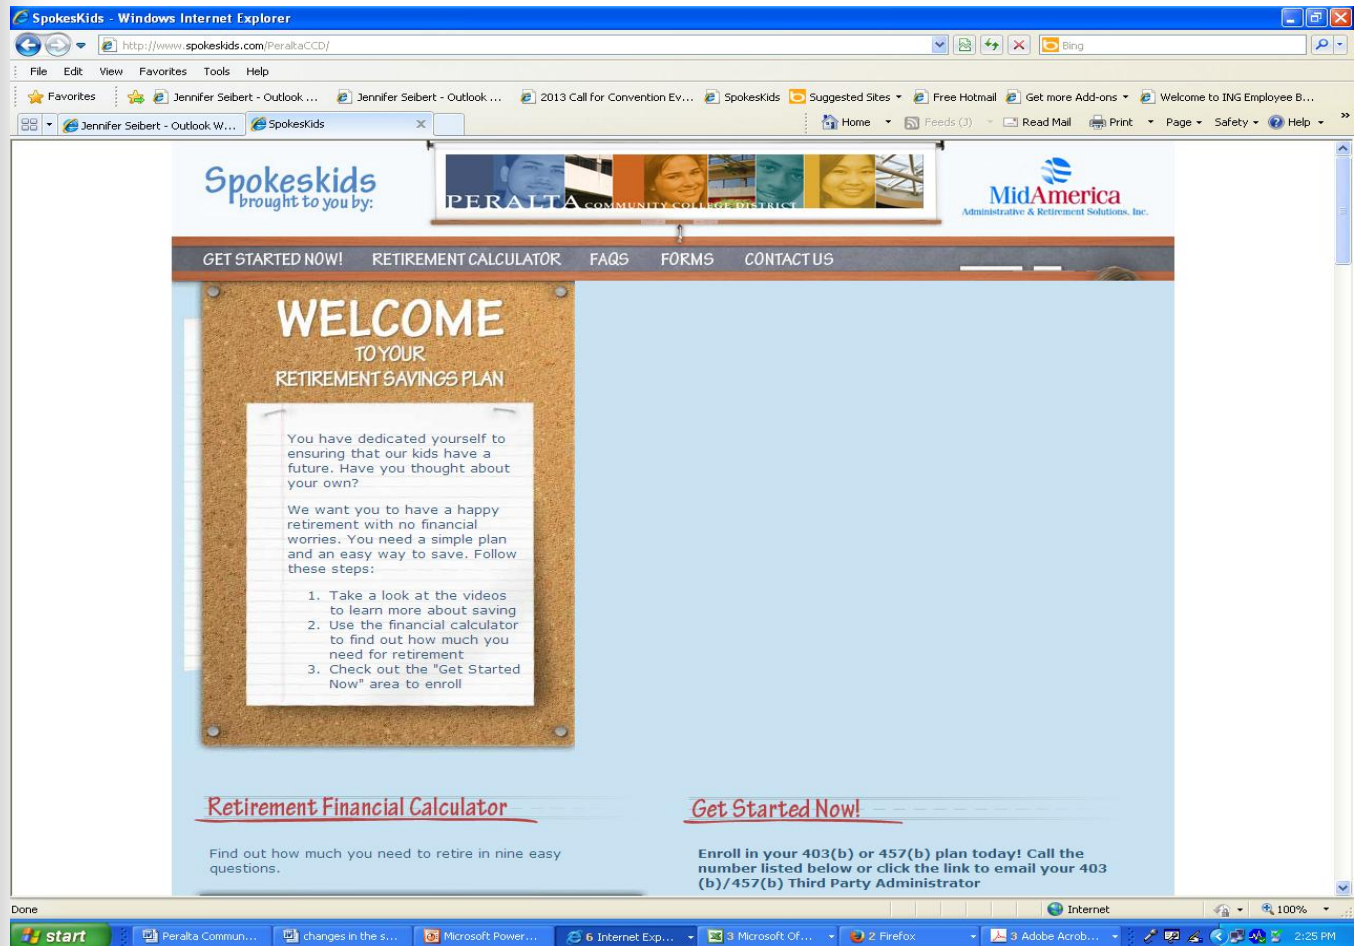 SpokesKids - Windows Internet Explorer
http://www.spokeskids.com/PeraltaCCD/
Bing
File Edit View Favorites Tools Help
Favorites Jennifer Seibert - Outlook ... Jennifer Seibert - Outlook ... 2013 Call for Convention Ev... SpokesKids Suggested Sites Free Hotmail Get more Add-ons Welcome to ING Employee B...
Jennifer Seibert - Outlook W... SpokesKids Home Feeds (J) Read Mail Print Page Safety Help
Spokeskids
brought to you by:
PERALTA COMMUNITY COLLEGE DISTRICT
MidAmerica
Administrative & Retirement Solutions, Inc.
GET STARTED NOW! RETIREMENT CALCULATOR FAQS FORMS CONTACT US
WELCOME
TO YOUR
RETIREMENT SAVINGS PLAN
You have dedicated yourself to
ensuring that our kids have a
future. Have you thought about
your own?
We want you to have a happy
retirement with no financial
worries. You need a simple plan
and an easy way to save. Follow
these steps:
1. Take a look at the videos
to learn more about saving
2. Use the financial calculator
to find out how much you
need for retirement
3. Check out the "Get Started
Now" area to enroll
Retirement Financial Calculator
Find out how much you need to retire in nine easy
questions.
Get Started Now!
Enroll in your 403(b) or 457(b) plan today! Call the
number listed below or click the link to email your 403
(b)/457(b) Third Party Administrator
Done Internet 100%
start Peralta Commun... changes in the s... Microsoft Power... 6 Internet Exp... 3 Microsoft Of... 2 Firefox 3 Adobe Acrob... 2:25 PM